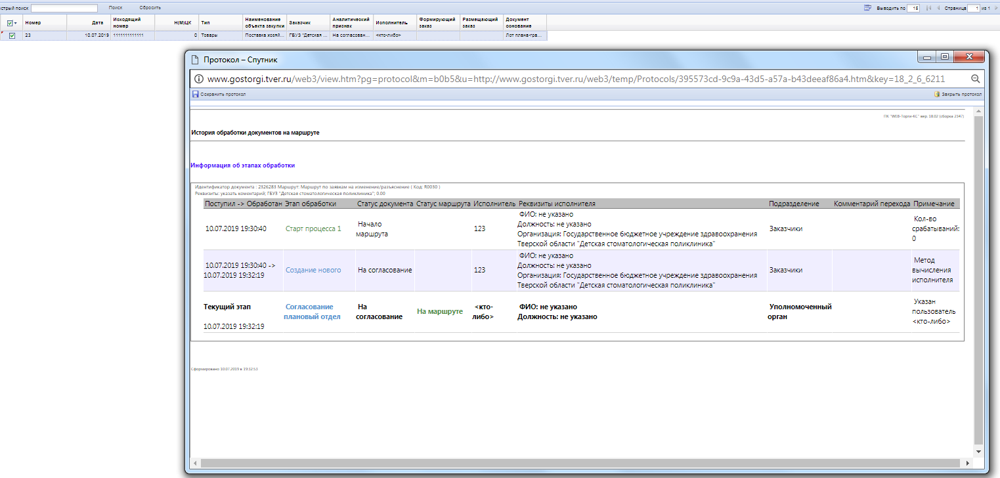 стрый поиск Поиск Сбросить Выводить по 15 Страница 1 из 1
Номер Дата Исходящий номер Н(М)ЦК Тип Наименование объекта закупки Заказчик Аналитический признак Исполнитель Формирующий заказ Размещающий заказ Документ основание
23 10.07.2019 1111111111111 0 Товары Поставка хозяй... ГБУЗ "Детская ... На согласован... <кто-либо> Лот плана-гра...
Протокол – Спутник
www.gostorgi.tver.ru/web3/view.htm?pg=protocol&m=b0b5&u=http://www.gostorgi.tver.ru/web3/temp/Protocols/395573cd-9c9a-43d5-a57a-b43deeaf86a4.htm&key=18_2_6_6211
Сохранить протокол Закрыть протокол
ПК "WEB-Торги-КС" вер. 18.02 (сборка 2347)
История обработки документов на маршруте
Информация об этапах обработки
Идентификатор документа : 2326283 Маршрут: Маршрут по заявкам на изменение/разъяснение ( Код: R0030 )
Реквизиты: указать коментарий; ГБУЗ "Детская стоматологическая поликлиника"; 0.00
Поступил -> Обработан Этап обработки Статус документа Статус маршрута Исполнитель Реквизиты исполнителя Подразделение Комментарий перехода Примечание
10.07.2019 19:30:40 Старт процесса 1 Начало маршрута 123 ФИО: не указано
Должность: не указано
Организация: Государственное бюджетное учреждение здравоохранения
Тверской области "Детская стоматологическая поликлиника"
Заказчики
Кол-во
срабатываний:
0
10.07.2019 19:30:40 ->
10.07.2019 19:32:19
Создание нового На согласование 123 ФИО: не указано
Должность: не указано
Организация: Государственное бюджетное учреждение здравоохранения
Тверской области "Детская стоматологическая поликлиника"
Заказчики
Метод
вычисления
исполнителя
Текущий этап
10.07.2019 19:32:19
Согласование
плановый отдел
На
согласование
На маршруте
<кто-
либо>
ФИО: не указано
Должность: не указано
Уполномоченный
орган
Указан
пользователь
<кто-либо>
Сформировано 10.07.2019 в 19:32:53